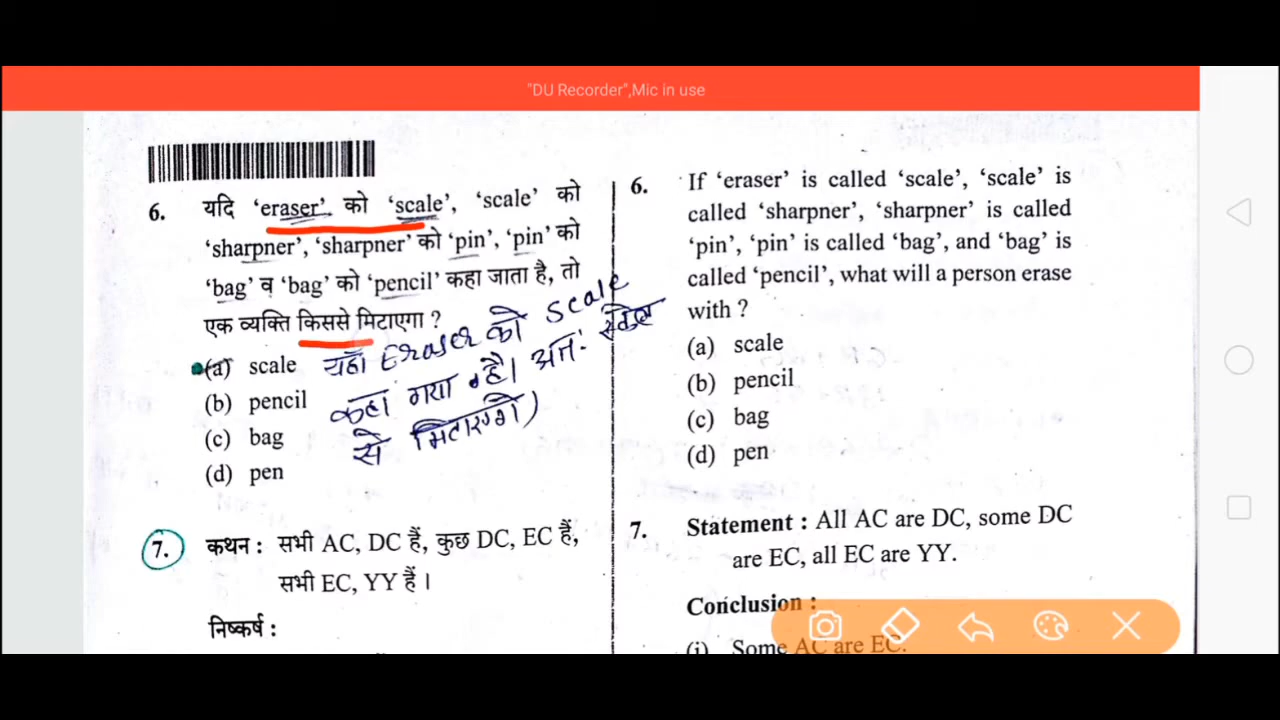 "DU Recorder",Mic in use
6. यदि 'eraser' को 'scale', 'scale' को
'sharpner', 'sharpner' को 'pin', 'pin' को
'bag' व 'bag' को 'pencil' कहा जाता है, तो
एक व्यक्ति किससे मिटाएगा ?
(a) scale
(b) pencil
(c) bag
(d) pen
यहाँ Eraser को scale
कहा गया है। अतः स्केल
से मिटाएगे)
7. कथन : सभी AC, DC हैं, कुछ DC, EC हैं,
सभी EC, YY हैं ।
निष्कर्ष :
6. If 'eraser' is called 'scale', 'scale' is
called 'sharpner', 'sharpner' is called
'pin', 'pin' is called 'bag', and 'bag' is
called 'pencil', what will a person erase
with ?
(a) scale
(b) pencil
(c) bag
(d) pen
7. Statement : All AC are DC, some DC
are EC, all EC are YY.
Conclusion :
(i) Some AC are EC.